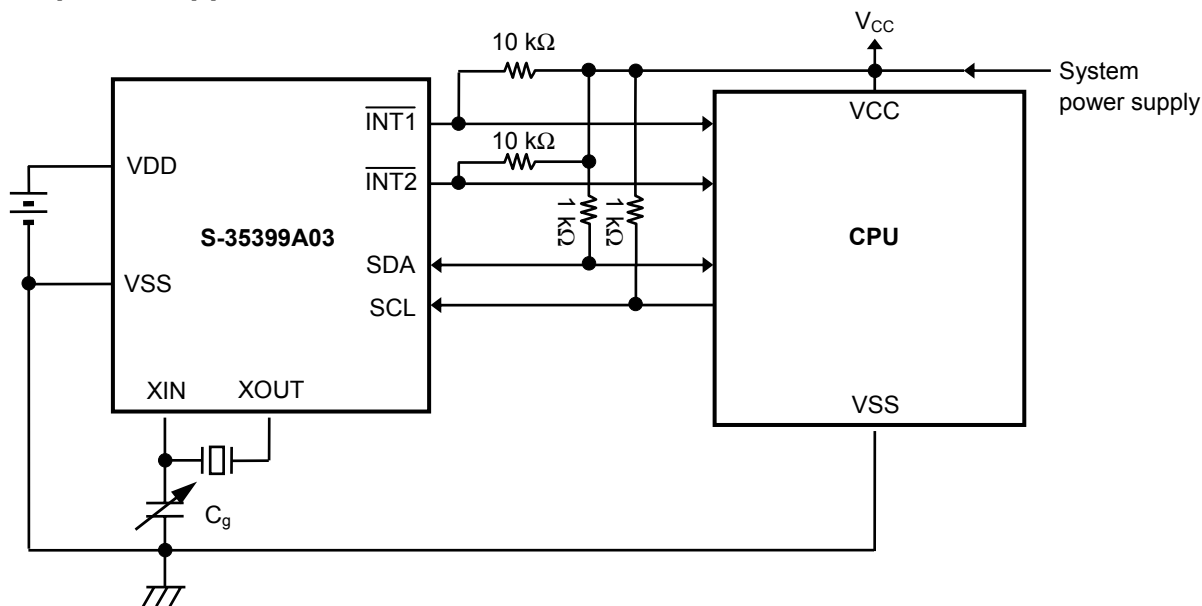 VCC
10 kΩ
System
power supply
INT1
VCC
10 kΩ
VDD
INT2
1 kΩ
1 kΩ
S-35399A03
CPU
SDA
VSS
SCL
XIN
XOUT
VSS
Cg